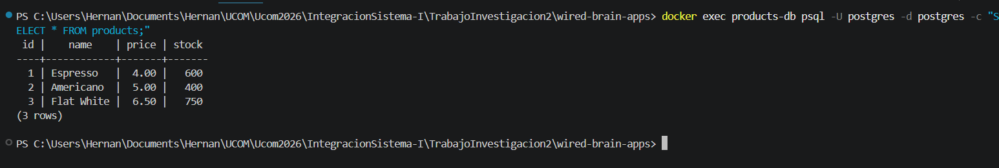 PS C:\Users\Hernan\Documents\Hernan\UCOM\Ucom2026\IntegracionSistema-I\TrabajoInvestigacion2\wired-brain-apps> docker exec products-db psql -U postgres -d postgres -c "S
ELECT * FROM products;"
 id |    name    | price | stock
----+------------+-------+-------
  1 | Espresso   |  4.00 |   600
  2 | Americano  |  5.00 |   400
  3 | Flat White |  6.50 |   750
(3 rows)
PS C:\Users\Hernan\Documents\Hernan\UCOM\Ucom2026\IntegracionSistema-I\TrabajoInvestigacion2\wired-brain-apps>